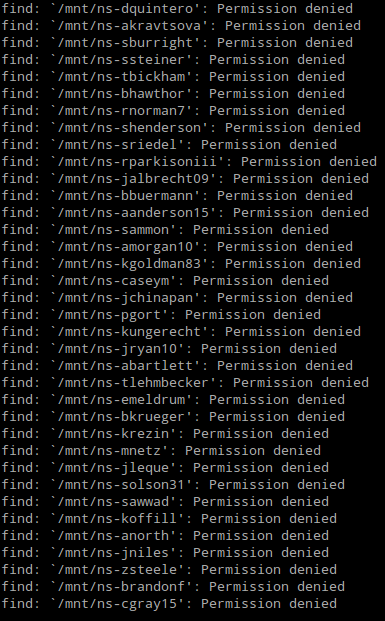 find: `/mnt/ns-dquintero': Permission denied
find: `/mnt/ns-akravtsova': Permission denied
find: `/mnt/ns-sburright': Permission denied
find: `/mnt/ns-ssteiner': Permission denied
find: `/mnt/ns-tbickham': Permission denied
find: `/mnt/ns-bhawthor': Permission denied
find: `/mnt/ns-rnorman7': Permission denied
find: `/mnt/ns-shenderson': Permission denied
find: `/mnt/ns-sriedel': Permission denied
find: `/mnt/ns-rparkisoniii': Permission denied
find: `/mnt/ns-jalbrecht09': Permission denied
find: `/mnt/ns-bbuermann': Permission denied
find: `/mnt/ns-aanderson15': Permission denied
find: `/mnt/ns-sammon': Permission denied
find: `/mnt/ns-amorgan10': Permission denied
find: `/mnt/ns-kgoldman83': Permission denied
find: `/mnt/ns-caseym': Permission denied
find: `/mnt/ns-jchinapan': Permission denied
find: `/mnt/ns-pgort': Permission denied
find: `/mnt/ns-kungerecht': Permission denied
find: `/mnt/ns-jryan10': Permission denied
find: `/mnt/ns-abartlett': Permission denied
find: `/mnt/ns-tlehmbecker': Permission denied
find: `/mnt/ns-emeldrum': Permission denied
find: `/mnt/ns-bkrueger': Permission denied
find: `/mnt/ns-krezin': Permission denied
find: `/mnt/ns-mnetz': Permission denied
find: `/mnt/ns-jleque': Permission denied
find: `/mnt/ns-solson31': Permission denied
find: `/mnt/ns-sawwad': Permission denied
find: `/mnt/ns-koffill': Permission denied
find: `/mnt/ns-anorth': Permission denied
find: `/mnt/ns-jniles': Permission denied
find: `/mnt/ns-zsteele': Permission denied
find: `/mnt/ns-brandonf': Permission denied
find: `/mnt/ns-cgray15': Permission denied